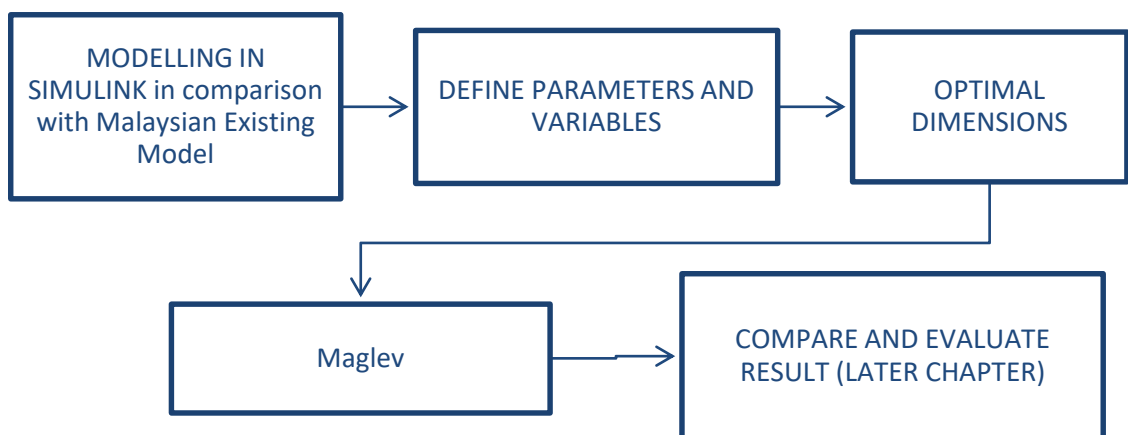 MODELLING IN
SIMULINK in comparison
with Malaysian Existing
Model
DEFINE PARAMETERS AND
VARIABLES
OPTIMAL
DIMENSIONS
Maglev
COMPARE AND EVALUATE
RESULT (LATER CHAPTER)